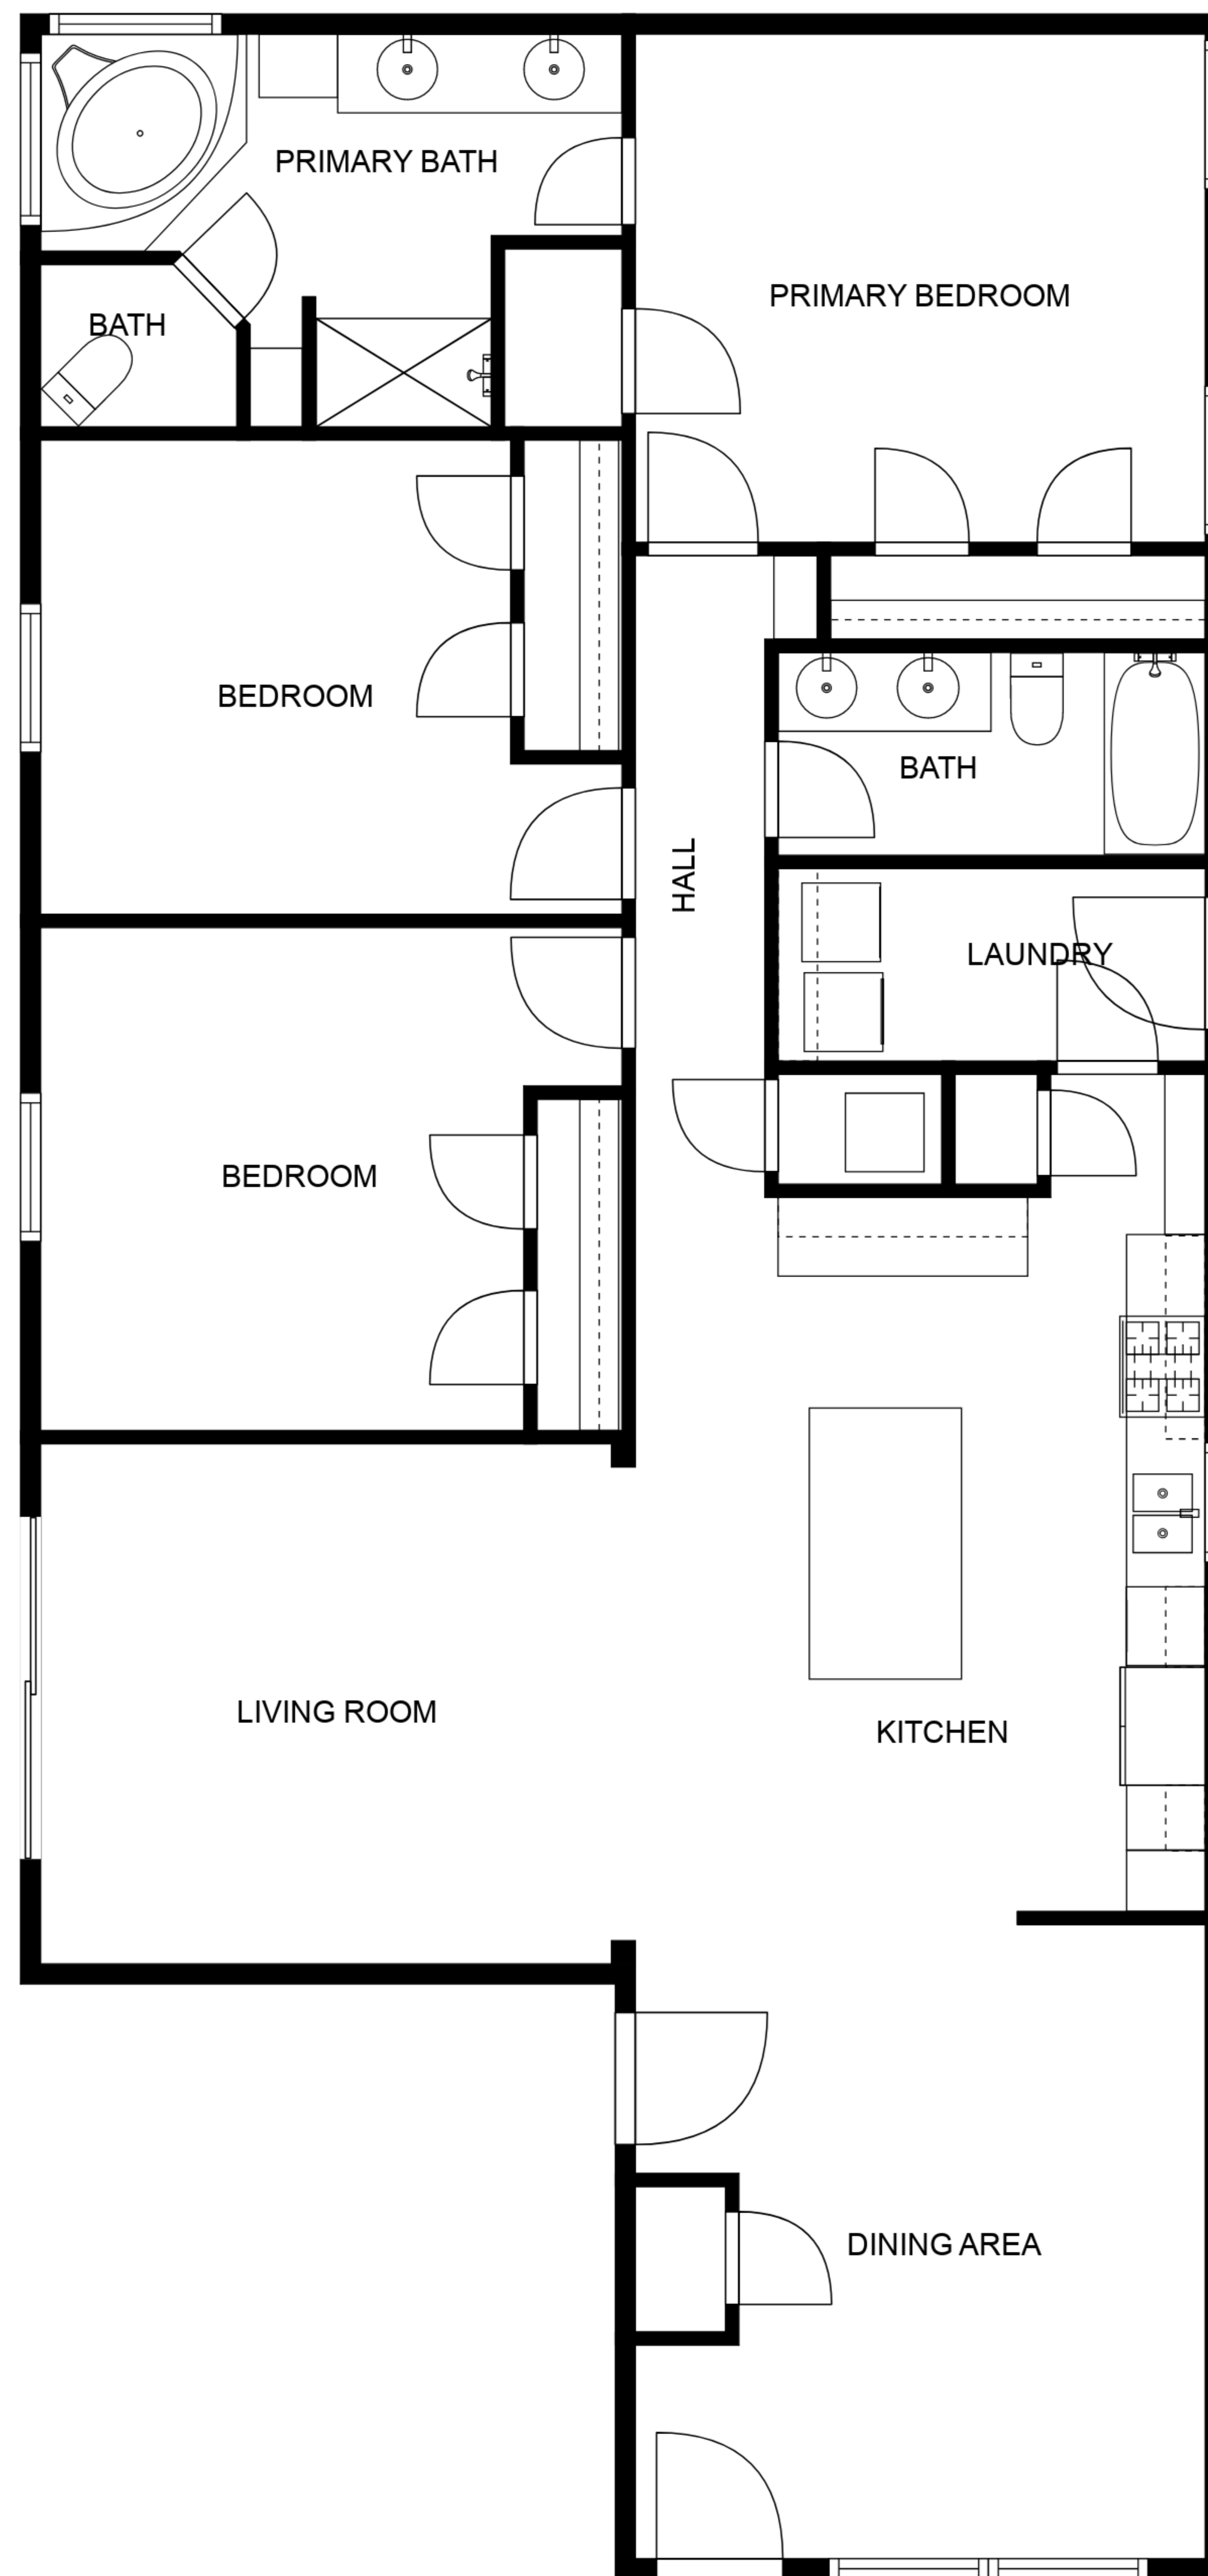 PRIMARY BATH
PRIMARY BEDROOM
BATH
BEDROOM
BATH
HALL
LAUNDRY
BEDROOM
LIVING ROOM
KITCHEN
DINING AREA